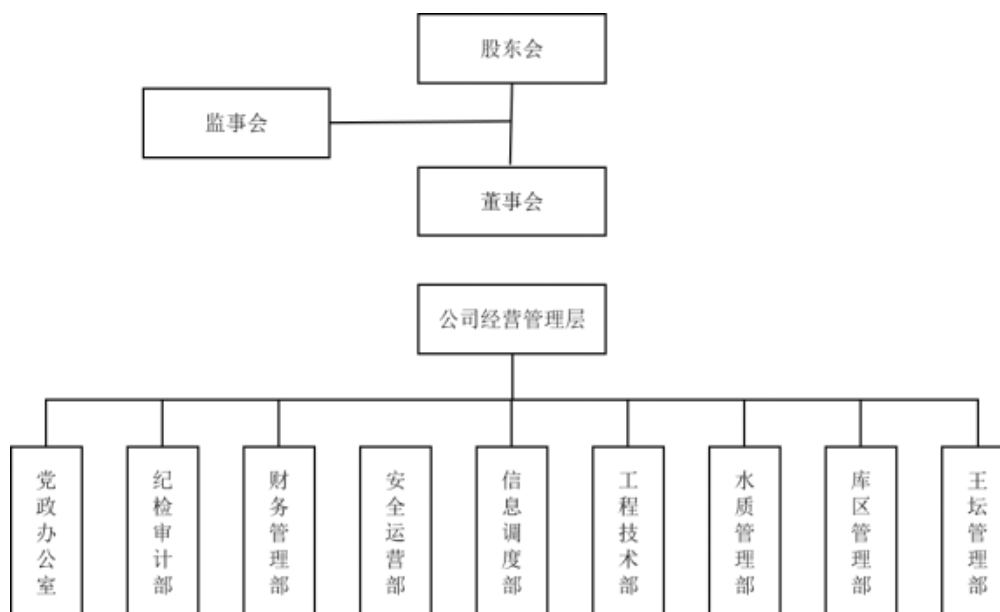 股东会
监事会
董事会
公司经营管理层
党政办公室
纪检审计部
财务管理部
安全运营部
信息调度部
工程技术部
水质管理部
库区管理部
王坛管理部